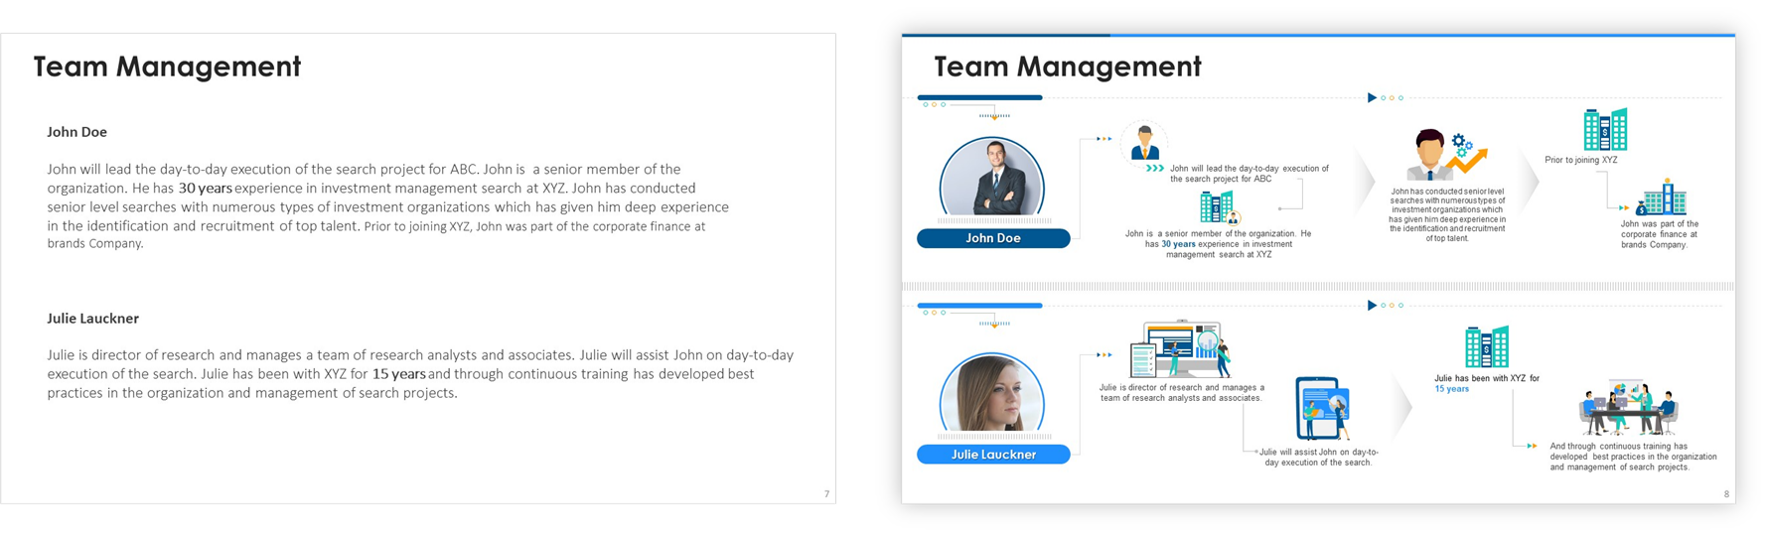 Team Management
John Doe
John will lead the day-to-day execution of the search project for ABC. John is a senior member of the
organization. He has 30 years experience in investment management search at XYZ. John has conducted
senior level searches with numerous types of investment organizations which has given him deep experience
in the identification and recruitment of top talent. Prior to joining XYZ, John was part of the corporate finance at
brands Company.
Julie Lauckner
Julie is director of research and manages a team of research analysts and associates. Julie will assist John on day-to-day
execution of the search. Julie has been with XYZ for 15 years and through continuous training has developed best
practices in the organization and management of search projects.
7
Team Management
John Doe
John will lead the day-to-day execution of
the search project for ABC
John is a senior member of the organization. He
has 30 years experience in investment
management search at XYZ
John has conducted senior level
searches with numerous types of
investment organizations which
has given him deep experience in
the identification and recruitment
of top talent.
Prior to joining XYZ
John was part of the
corporate finance at
brands Company.
Julie Lauckner
Julie is director of research and manages a
team of research analysts and associates.
Julie will assist John on day-to-
day execution of the search.
Julie has been with XYZ for
15 years
And through continuous training has
developed best practices in the organization
and management of search projects.
8